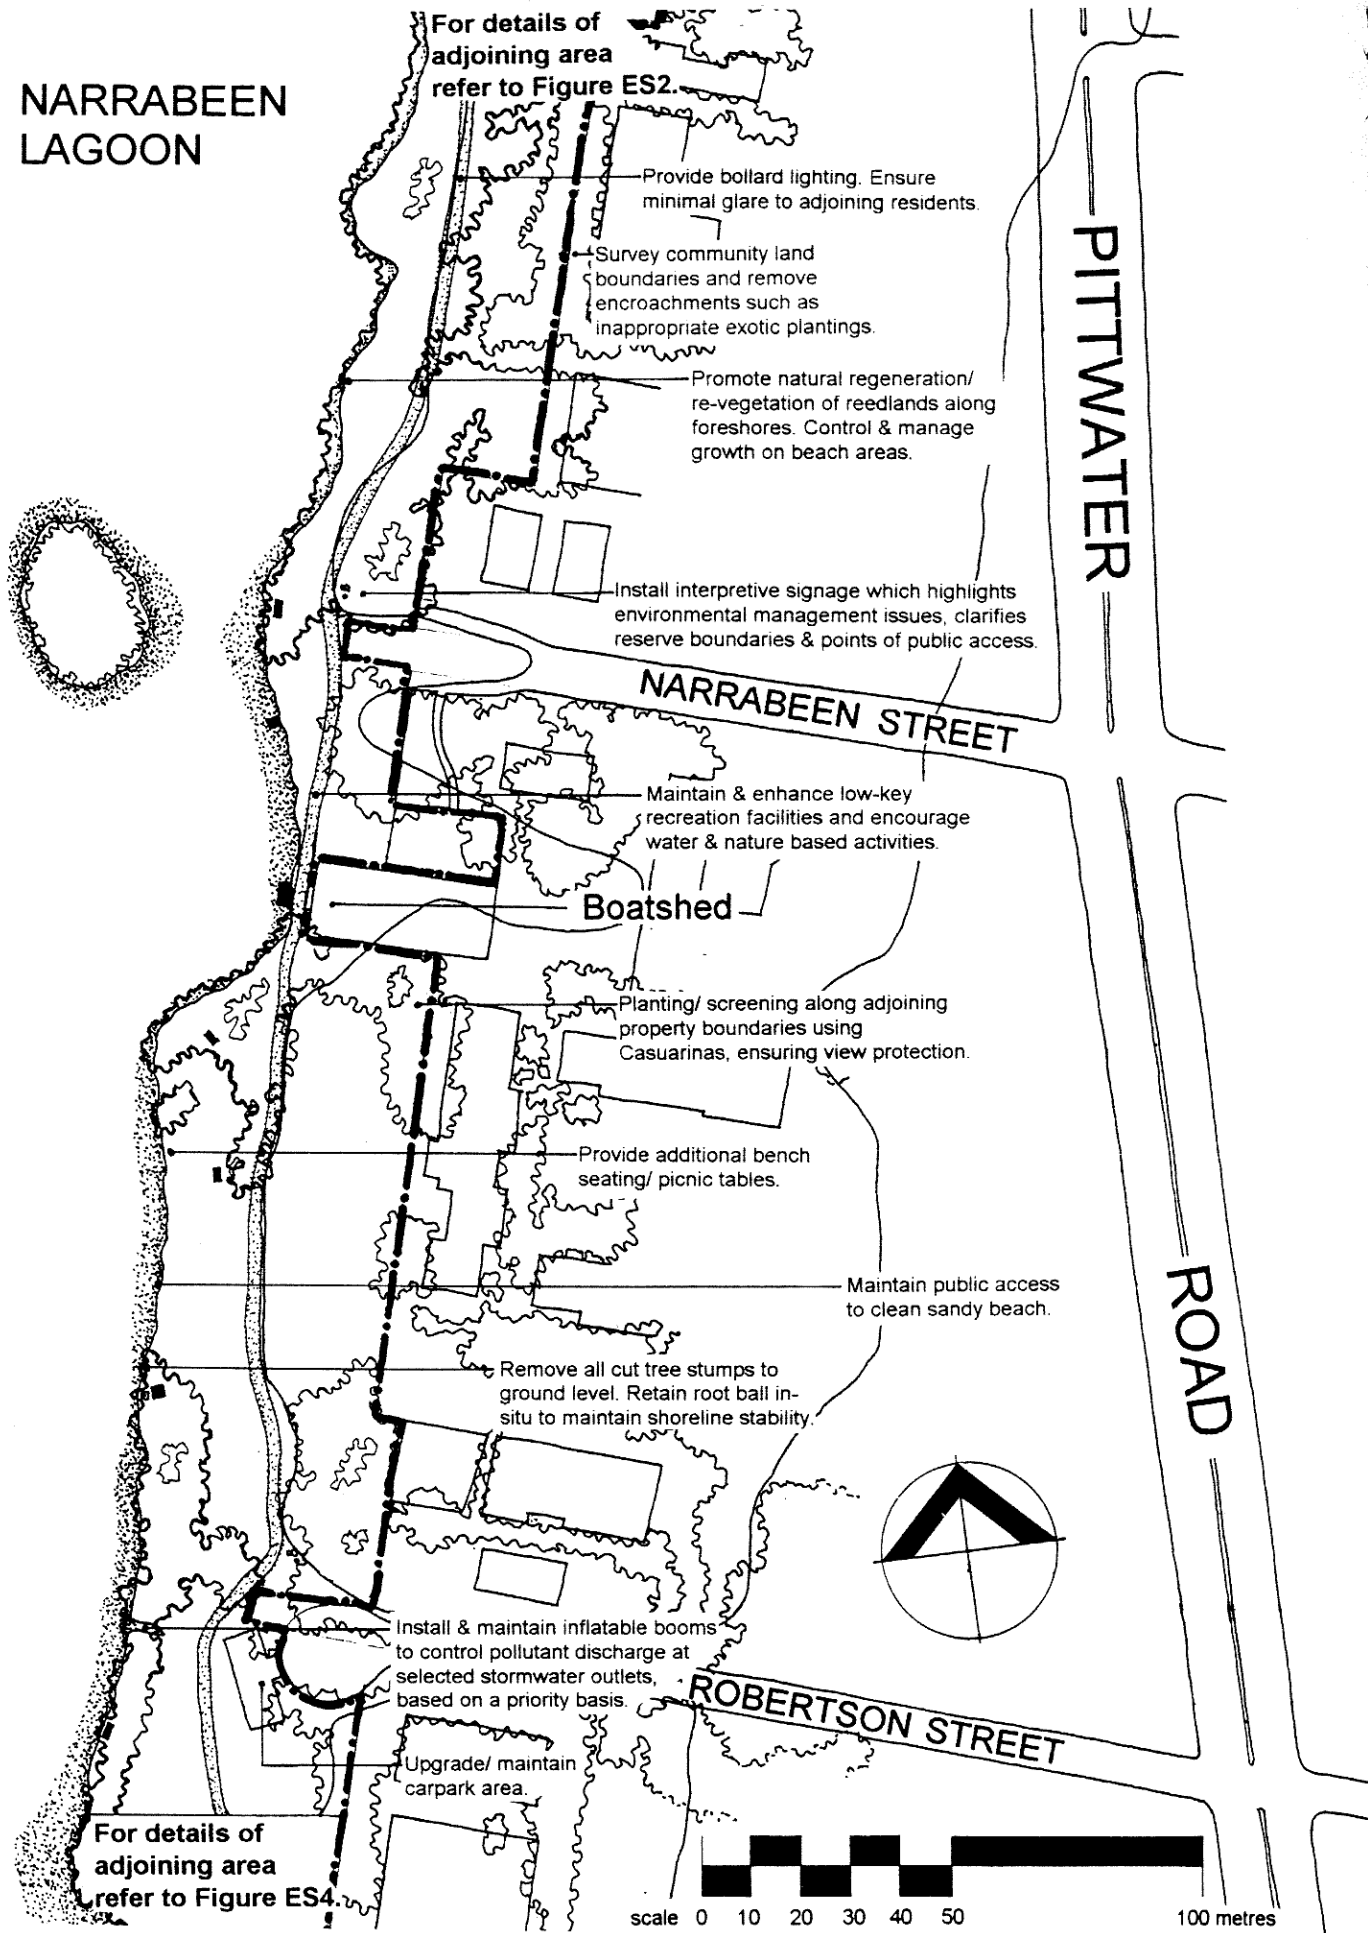 For details of
adjoining area
refer to Figure ES2.
NARRABEEN
LAGOON
Provide bollard lighting. Ensure
minimal glare to adjoining residents.
Survey community land
boundaries and remove
encroachments such as
inappropriate exotic plantings.
PITTWATER
Promote natural regeneration/
re-vegetation of reedlands along
foreshores. Control & manage
growth on beach areas.
Install interpretive signage which highlights
environmental management issues, clarifies
reserve boundaries & points of public access.
NARRABEEN STREET
Maintain & enhance low-key
recreation facilities and encourage
water & nature based activities.
Boatshed
Planting/ screening along adjoining
property boundaries using
Casuarinas, ensuring view protection.
Provide additional bench
seating/ picnic tables.
Maintain public access
to clean sandy beach.
ROAD
Remove all cut tree stumps to
ground level. Retain root ball in-
situ to maintain shoreline stability.
Install & maintain inflatable booms
to control pollutant discharge at
selected stormwater outlets,
based on a priority basis.
ROBERTSON STREET
Upgrade/ maintain
carpark area.
For details of
adjoining area
refer to Figure ES4.
scale 0 10 20 30 40 50 100 metres